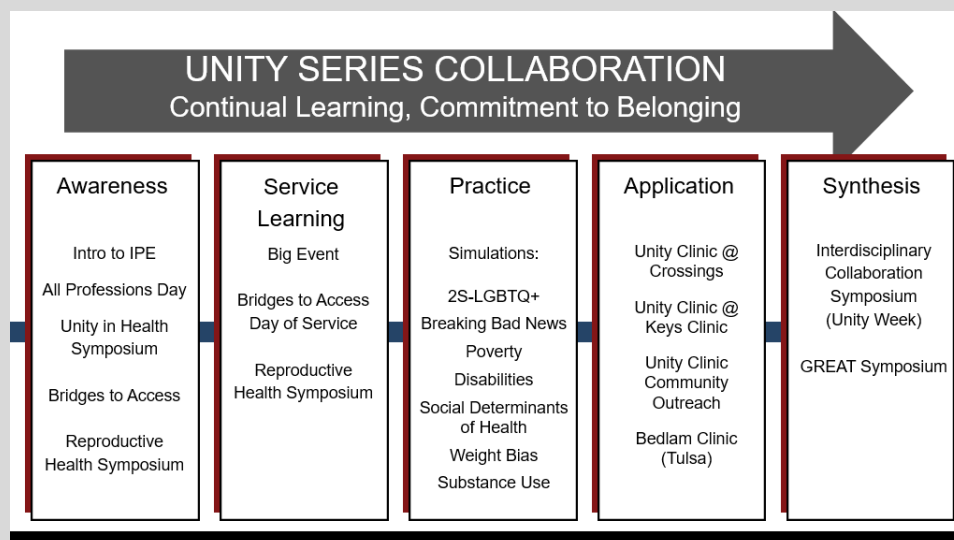 UNITY SERIES COLLABORATION
Continual Learning, Commitment to Belonging
Awareness
Intro to IPE
All Professions Day
Unity in Health
Symposium
Bridges to Access
Reproductive
Health Symposium
Service
Learning
Big Event
Bridges to Access
Day of Service
Reproductive
Health Symposium
Practice
Simulations:
2S-LGBTQ+
Breaking Bad News
Poverty
Disabilities
Social Determinants
of Health
Weight Bias
Substance Use
Application
Unity Clinic @
Crossings
Unity Clinic @
Keys Clinic
Unity Clinic
Community
Outreach
Bedlam Clinic
(Tulsa)
Synthesis
Interdisciplinary
Collaboration
Symposium
(Unity Week)
GREAT Symposium